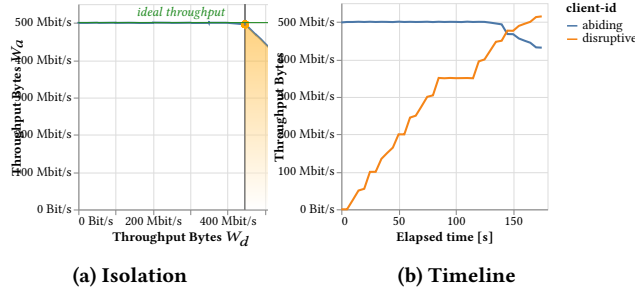 ideal throughput
500 Mbit/s
400 Mbit/s
300 Mbit/s
200 Mbit/s
100 Mbit/s
0 Bit/s
Throughput Bytes W_a
0 Bit/s 200 Mbit/s 400 Mbit/s
Throughput Bytes W_d
(a) Isolation
500 Mbit/s
400 Mbit/s
300 Mbit/s
200 Mbit/s
100 Mbit/s
0 Bit/s
Throughput Bytes
0 50 100 150
Elapsed time [s]
client-id
abiding
disruptive
(b) Timeline